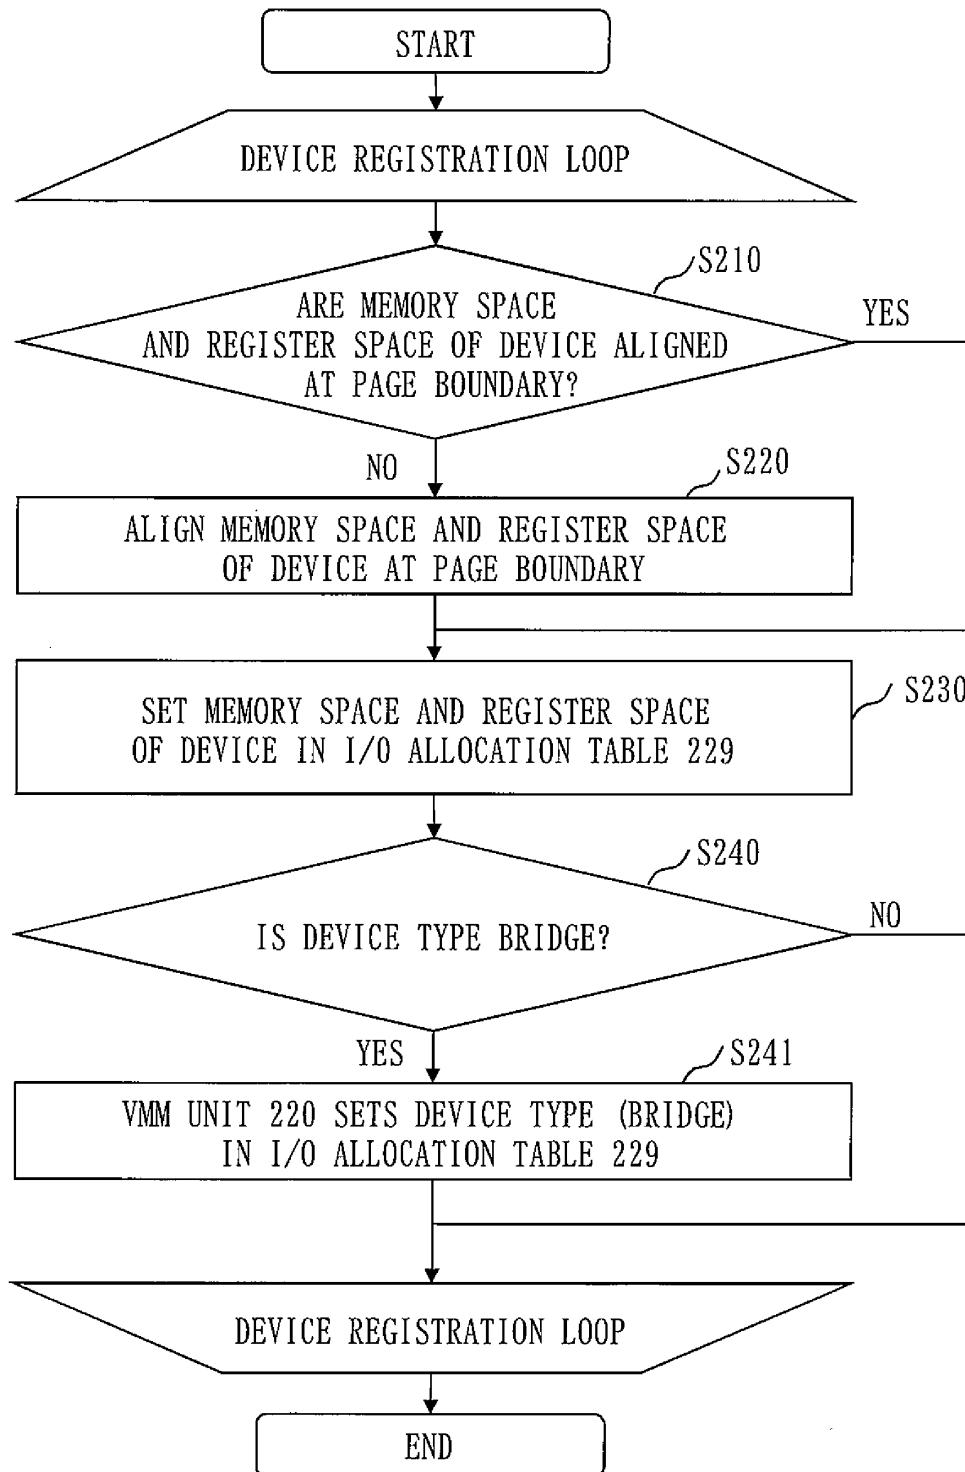 START
DEVICE REGISTRATION LOOP
S210
ARE MEMORY SPACE
AND REGISTER SPACE OF DEVICE ALIGNED
AT PAGE BOUNDARY?
YES
NO
S220
ALIGN MEMORY SPACE AND REGISTER SPACE
OF DEVICE AT PAGE BOUNDARY
S230
SET MEMORY SPACE AND REGISTER SPACE
OF DEVICE IN I/O ALLOCATION TABLE 229
S240
IS DEVICE TYPE BRIDGE?
NO
YES
S241
VMM UNIT 220 SETS DEVICE TYPE (BRIDGE)
IN I/O ALLOCATION TABLE 229
DEVICE REGISTRATION LOOP
END